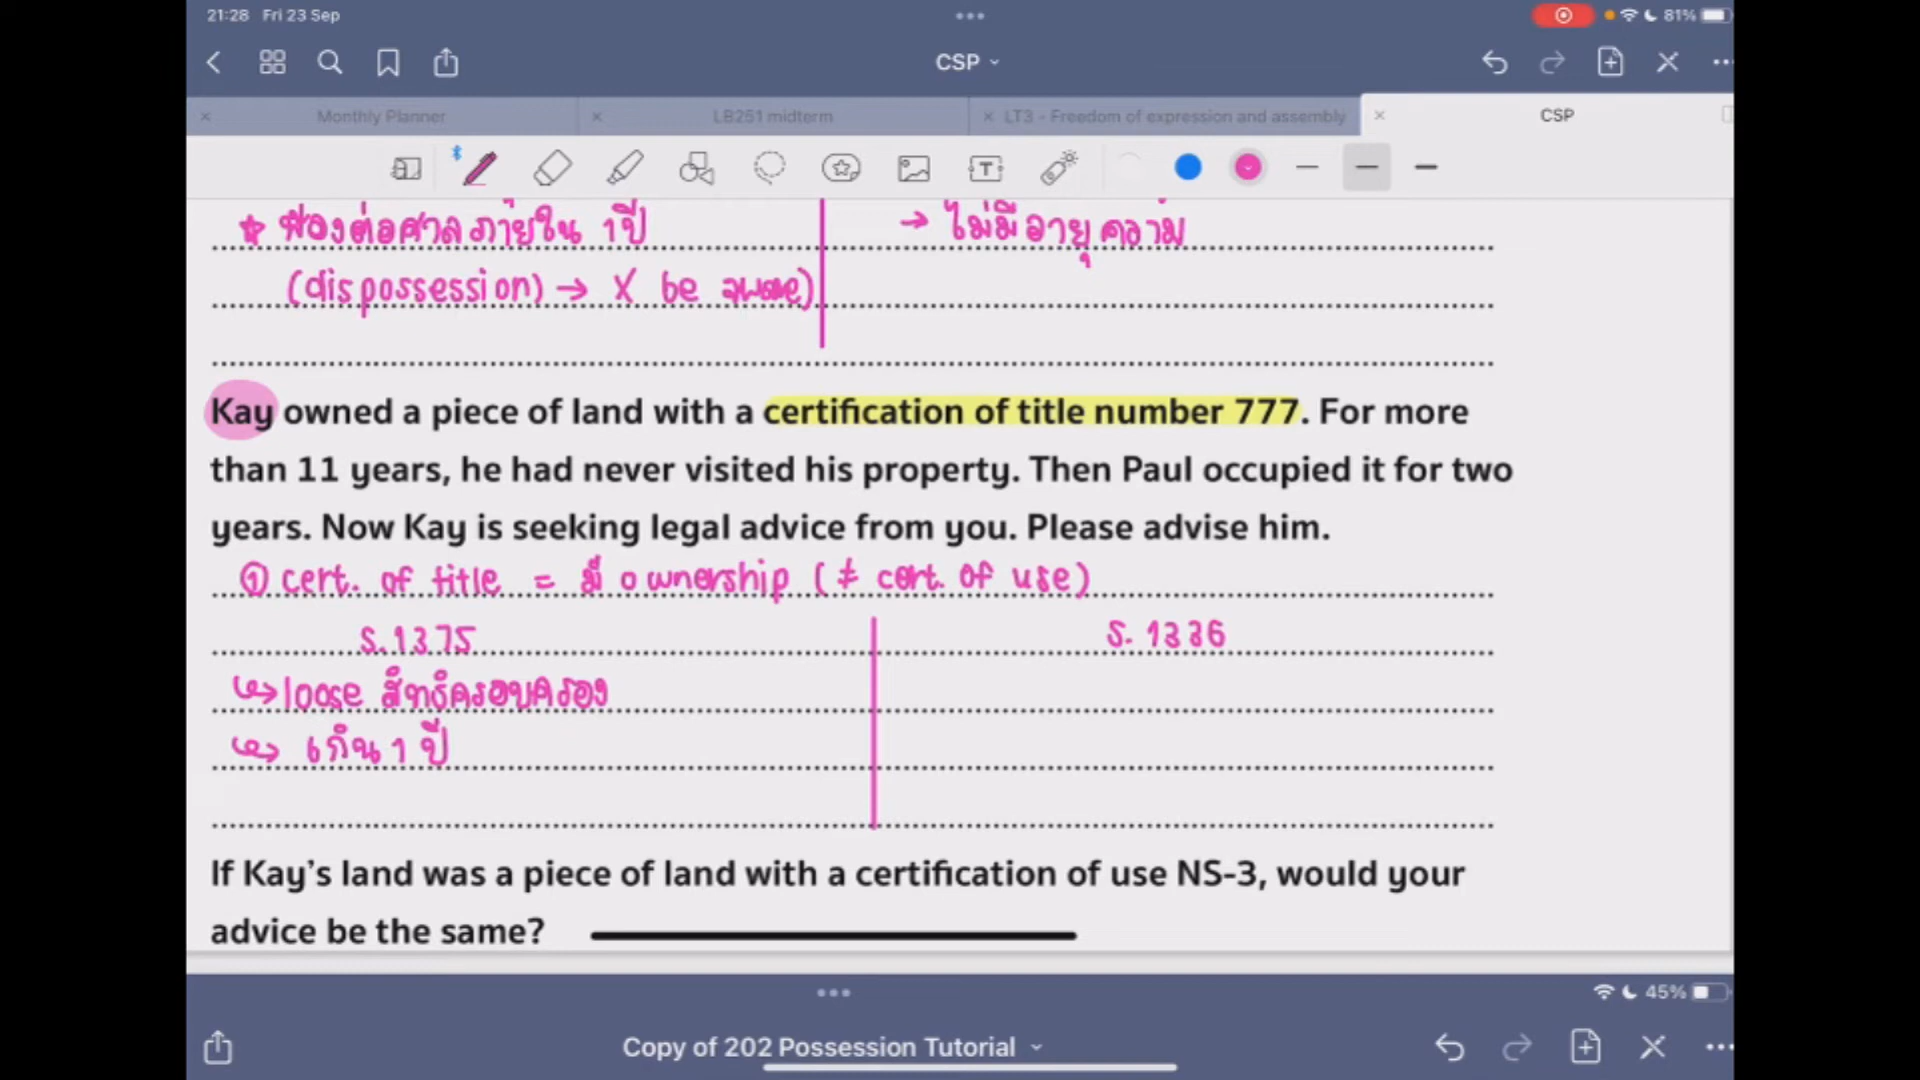 21:28 Fri 23 Sep
81%
CSP
Monthly Planner
LB251 midterm
LT3 - Freedom of expression and assembly
CSP
☆ ฟ้องต่อศาลภายใน 1 ปี
→ ไม่มีอายุความ
(dispossession) → X be
Kay owned a piece of land with a certification of title number 777. For more
than 11 years, he had never visited his property. Then Paul occupied it for two
years. Now Kay is seeking legal advice from you. Please advise him.
① cert. of title = มี ownership (≠ cert. of use)
S. 1375
S. 1336
↪ loose สิทธิครอบครอง
↪ เกิน 1 ปี
If Kay's land was a piece of land with a certification of use NS-3, would your
advice be the same?
45%
Copy of 202 Possession Tutorial